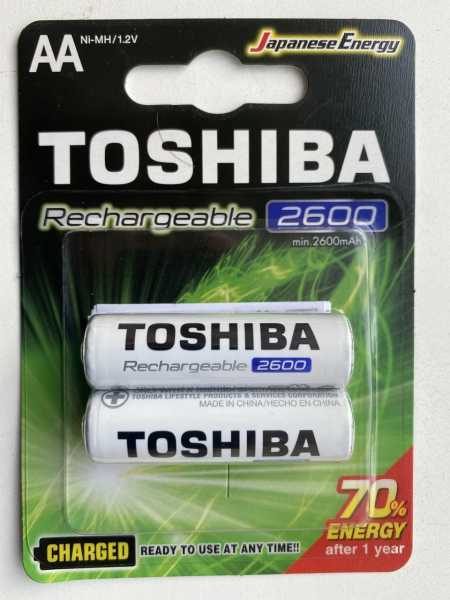 AA Ni-MH/1.2V
Japanese Energy
TOSHIBA
Rechargeable 2600
min.2600mAh
TOSHIBA
Rechargeable 2600
TOSHIBA LIFESTYLE PRODUCTS & SERVICES CORPORATION
MADE IN CHINA/HECHO EN CHINA
TOSHIBA
70%
ENERGY
after 1 year
CHARGED READY TO USE AT ANY TIME!!